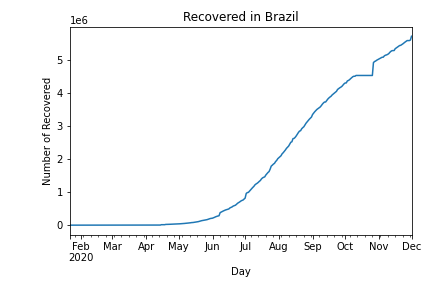 Recovered in Brazil
1e6
5
4
3
2
1
0
Number of Recovered
Feb Mar Apr May Jun Jul Aug Sep Oct Nov Dec
2020
Day